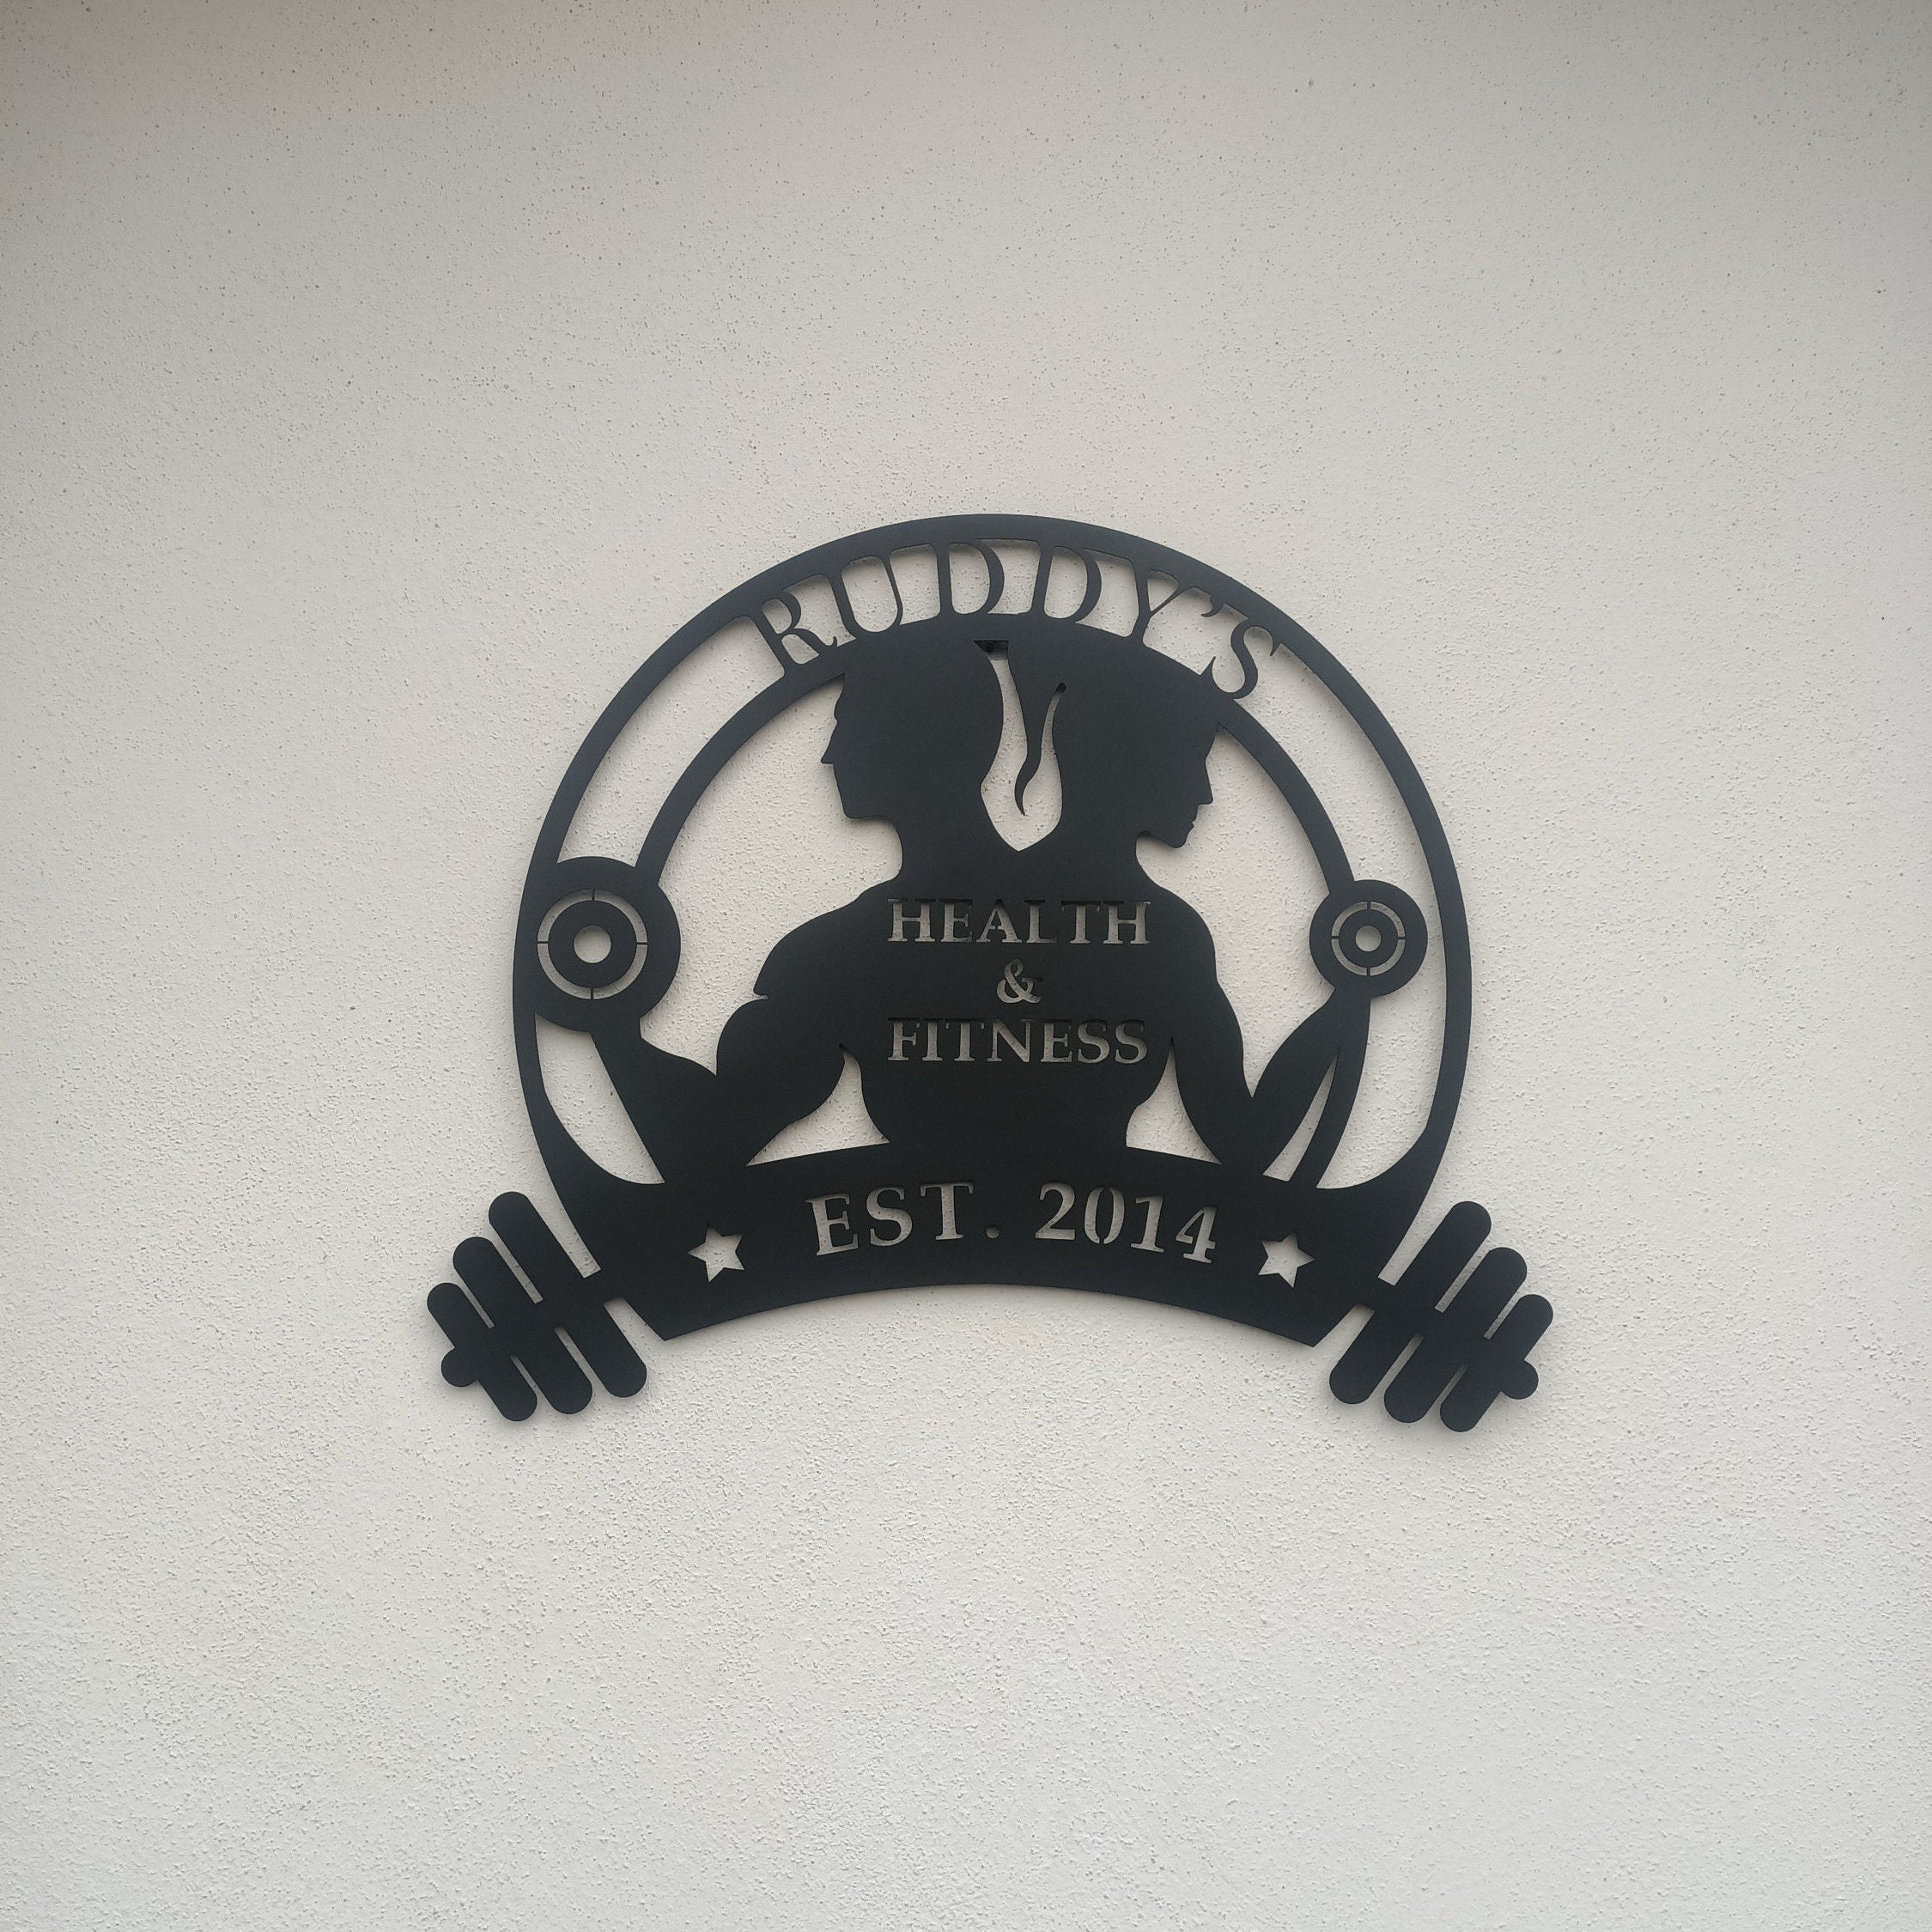 RUDDY'S
HEALTH
&
FITNESS
EST. 2014